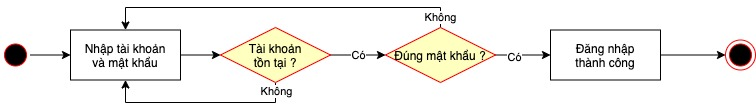 Không
Nhập tài khoản
và mật khẩu
Tài khoản
tồn tại ?
Có
Đúng mật khẩu ?
Có
Đăng nhập
thành công
Không